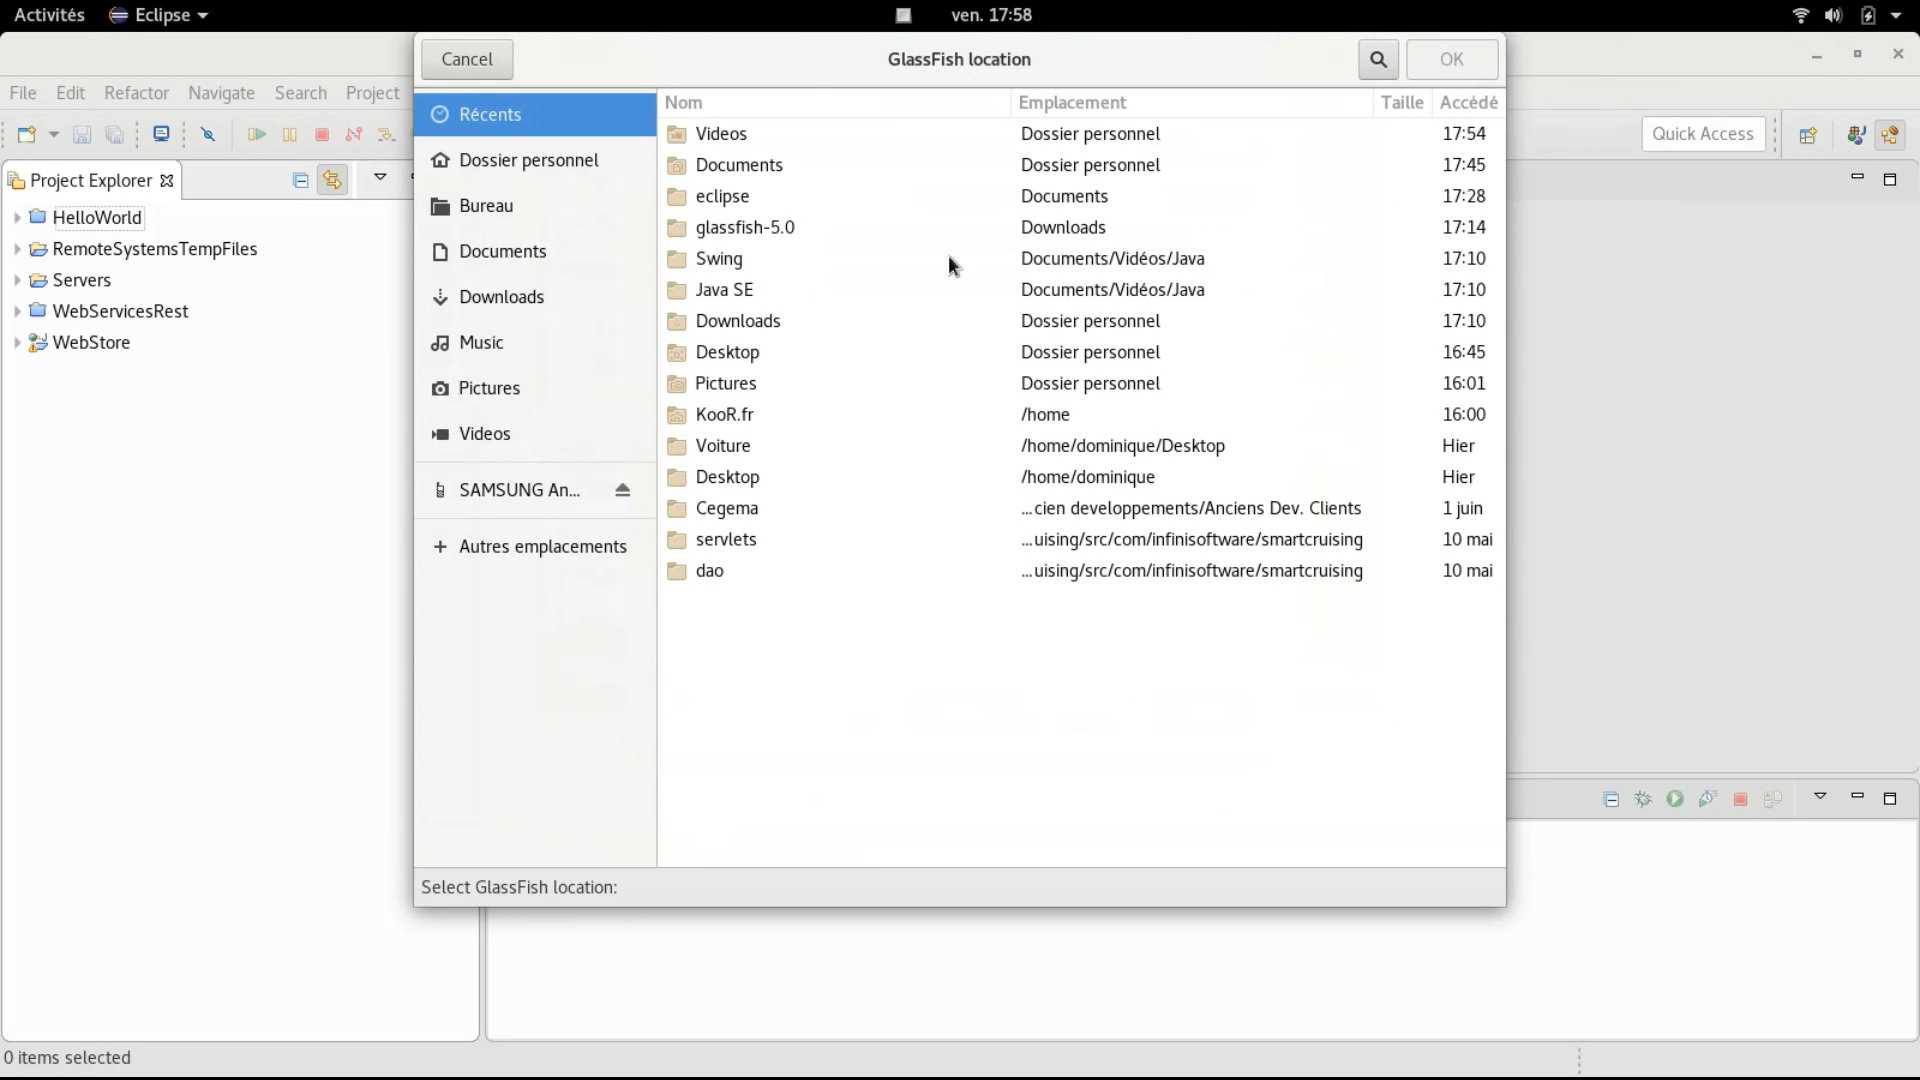 Activités Eclipse ven. 17:58
Cancel GlassFish location OK
File Edit Refactor Navigate Search Project
Quick Access
Project Explorer
HelloWorld
RemoteSystemsTempFiles
Servers
WebServicesRest
WebStore
Récents
Dossier personnel
Bureau
Documents
Downloads
Music
Pictures
Videos
SAMSUNG An...
Autres emplacements
Nom Emplacement Taille Accédé
Videos Dossier personnel 17:54
Documents Dossier personnel 17:45
eclipse Documents 17:28
glassfish-5.0 Downloads 17:14
Swing Documents/Vidéos/Java 17:10
Java SE Documents/Vidéos/Java 17:10
Downloads Dossier personnel 17:10
Desktop Dossier personnel 16:45
Pictures Dossier personnel 16:01
KooR.fr /home 16:00
Voiture /home/dominique/Desktop Hier
Desktop /home/dominique Hier
Cegema ...cien developpements/Anciens Dev. Clients 1 juin
servlets ...uising/src/com/infinisoftware/smartcruising 10 mai
dao ...uising/src/com/infinisoftware/smartcruising 10 mai
Select GlassFish location:
0 items selected